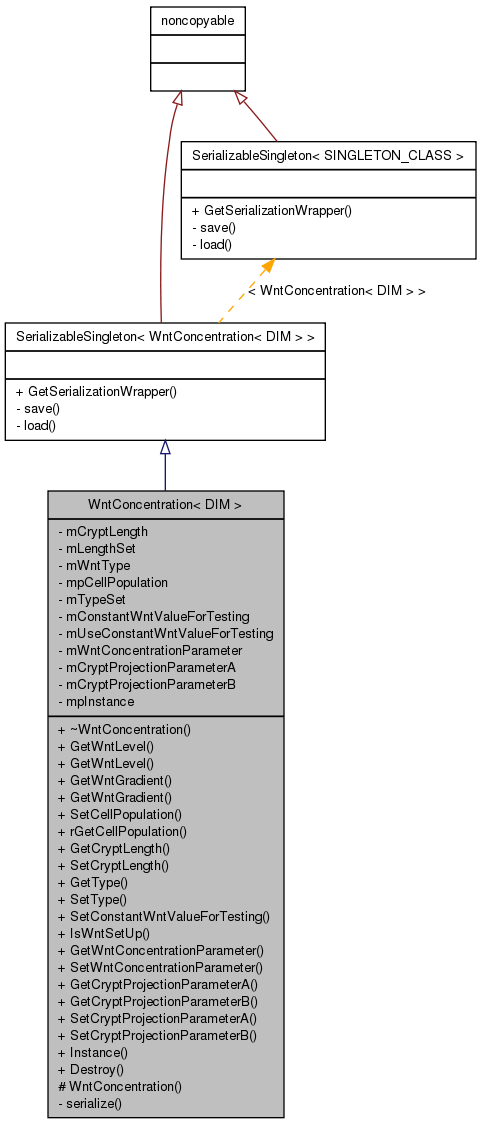 noncopyable
SerializableSingleton< SINGLETON_CLASS >
+ GetSerializationWrapper()
- save()
- load()
< WntConcentration< DIM > >
SerializableSingleton< WntConcentration< DIM > >
+ GetSerializationWrapper()
- save()
- load()
WntConcentration< DIM >
- mCryptLength
- mLengthSet
- mWntType
- mpCellPopulation
- mTypeSet
- mConstantWntValueForTesting
- mUseConstantWntValueForTesting
- mWntConcentrationParameter
- mCryptProjectionParameterA
- mCryptProjectionParameterB
- mpInstance
+ ~WntConcentration()
+ GetWntLevel()
+ GetWntLevel()
+ GetWntGradient()
+ GetWntGradient()
+ SetCellPopulation()
+ rGetCellPopulation()
+ GetCryptLength()
+ SetCryptLength()
+ GetType()
+ SetType()
+ SetConstantWntValueForTesting()
+ IsWntSetUp()
+ GetWntConcentrationParameter()
+ SetWntConcentrationParameter()
+ GetCryptProjectionParameterA()
+ GetCryptProjectionParameterB()
+ SetCryptProjectionParameterA()
+ SetCryptProjectionParameterB()
+ Instance()
+ Destroy()
# WntConcentration()
- serialize()